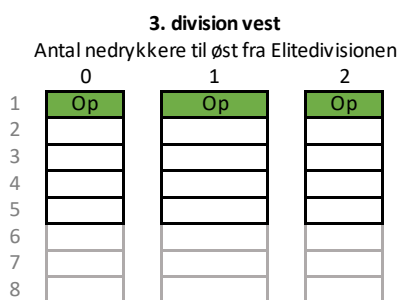 3. division vest
Antal nedrykkere til øst fra Elitedivisionen
0 1 2
1 Op Op Op
2
3
4
5
6
7
8